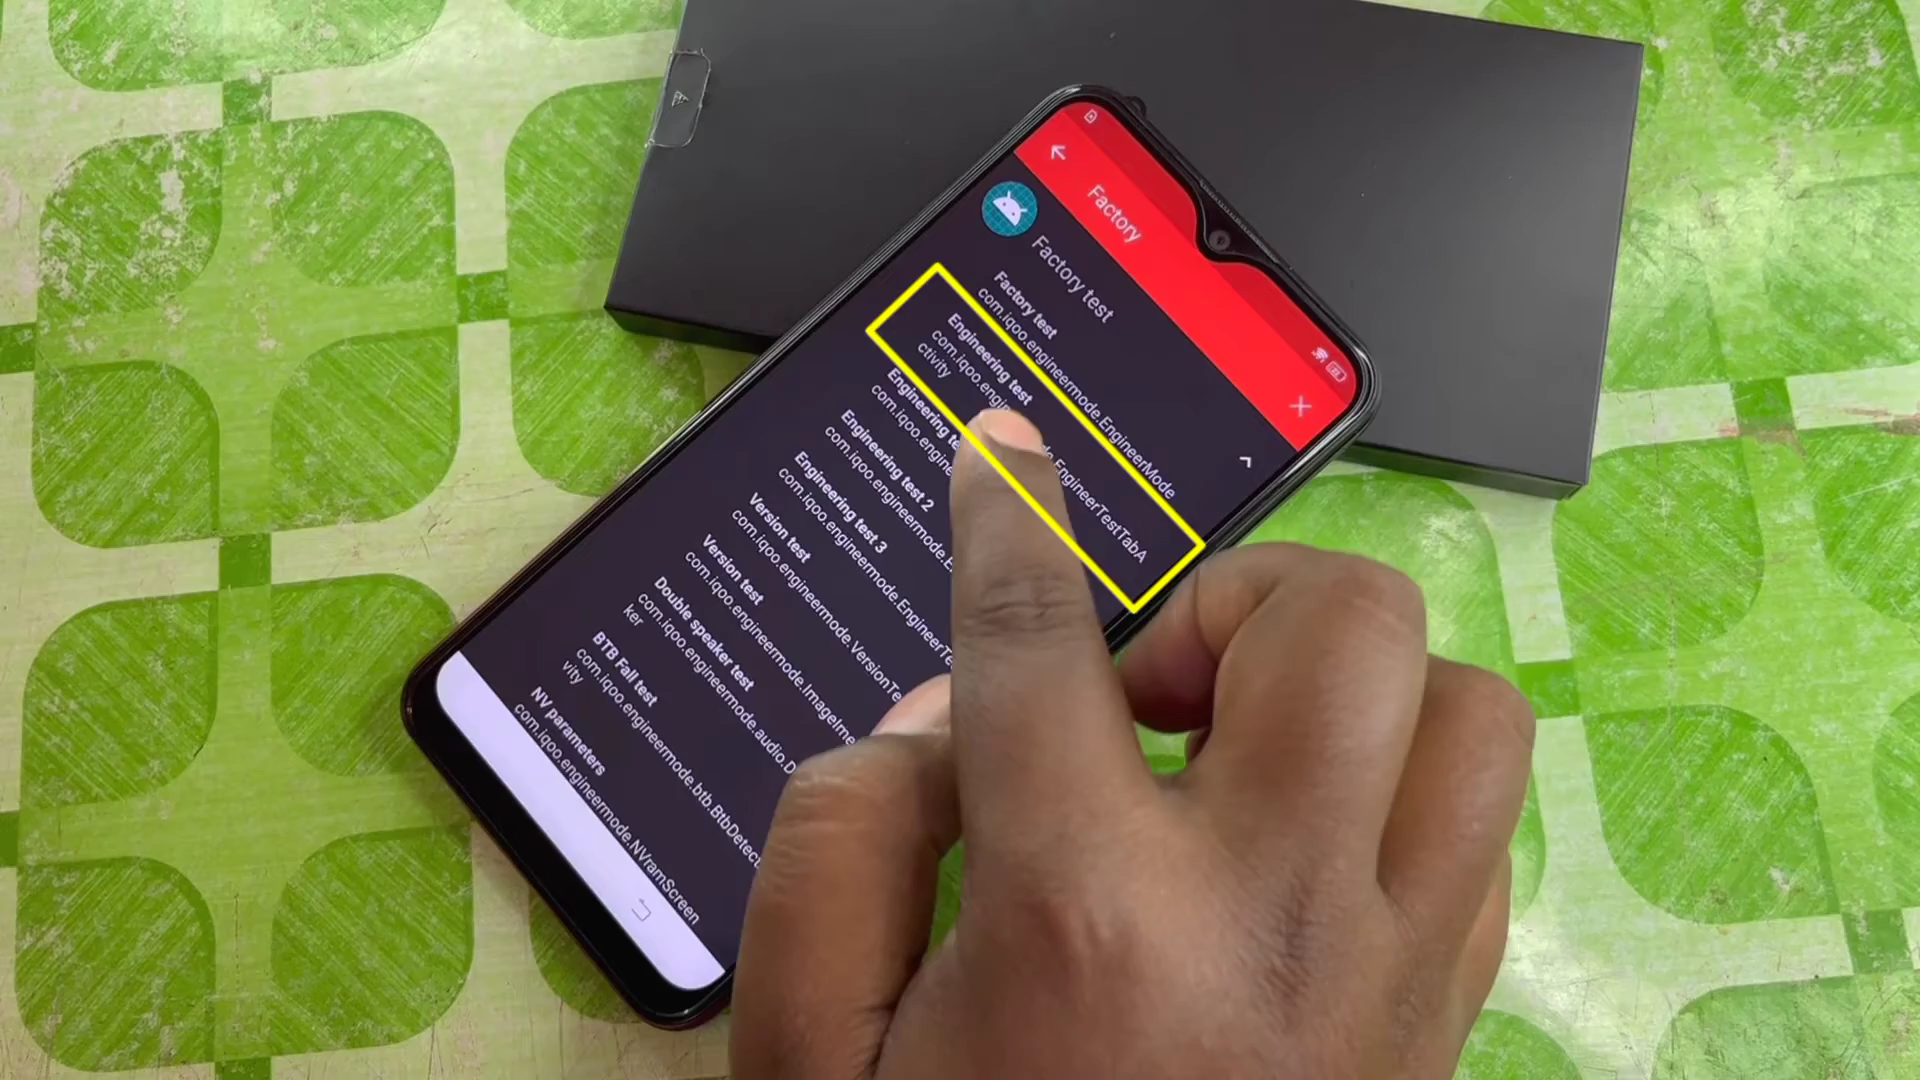 Factory
Factory test
Factory test
com.iqoo.engineermode.EngineerMode
Engineering test
com.iqoo.engin de.EngineerTestTabA
ctivity
Engineering te
com.iqoo.engine
Engineering test 2
com.iqoo.engineermode.E
Engineering test 3
com.iqoo.engineermode.EngineerTe
Version test
com.iqoo.engineermode.VersionTe
Version test
com.iqoo.engineermode.ImageIme
Double speaker test
com.iqoo.engineermode.audio.D
ker
BTB Fall test
com.iqoo.engineermode.btb.BtbDetect
vity
NV parameters
com.iqoo.engineermode.NVramScreen